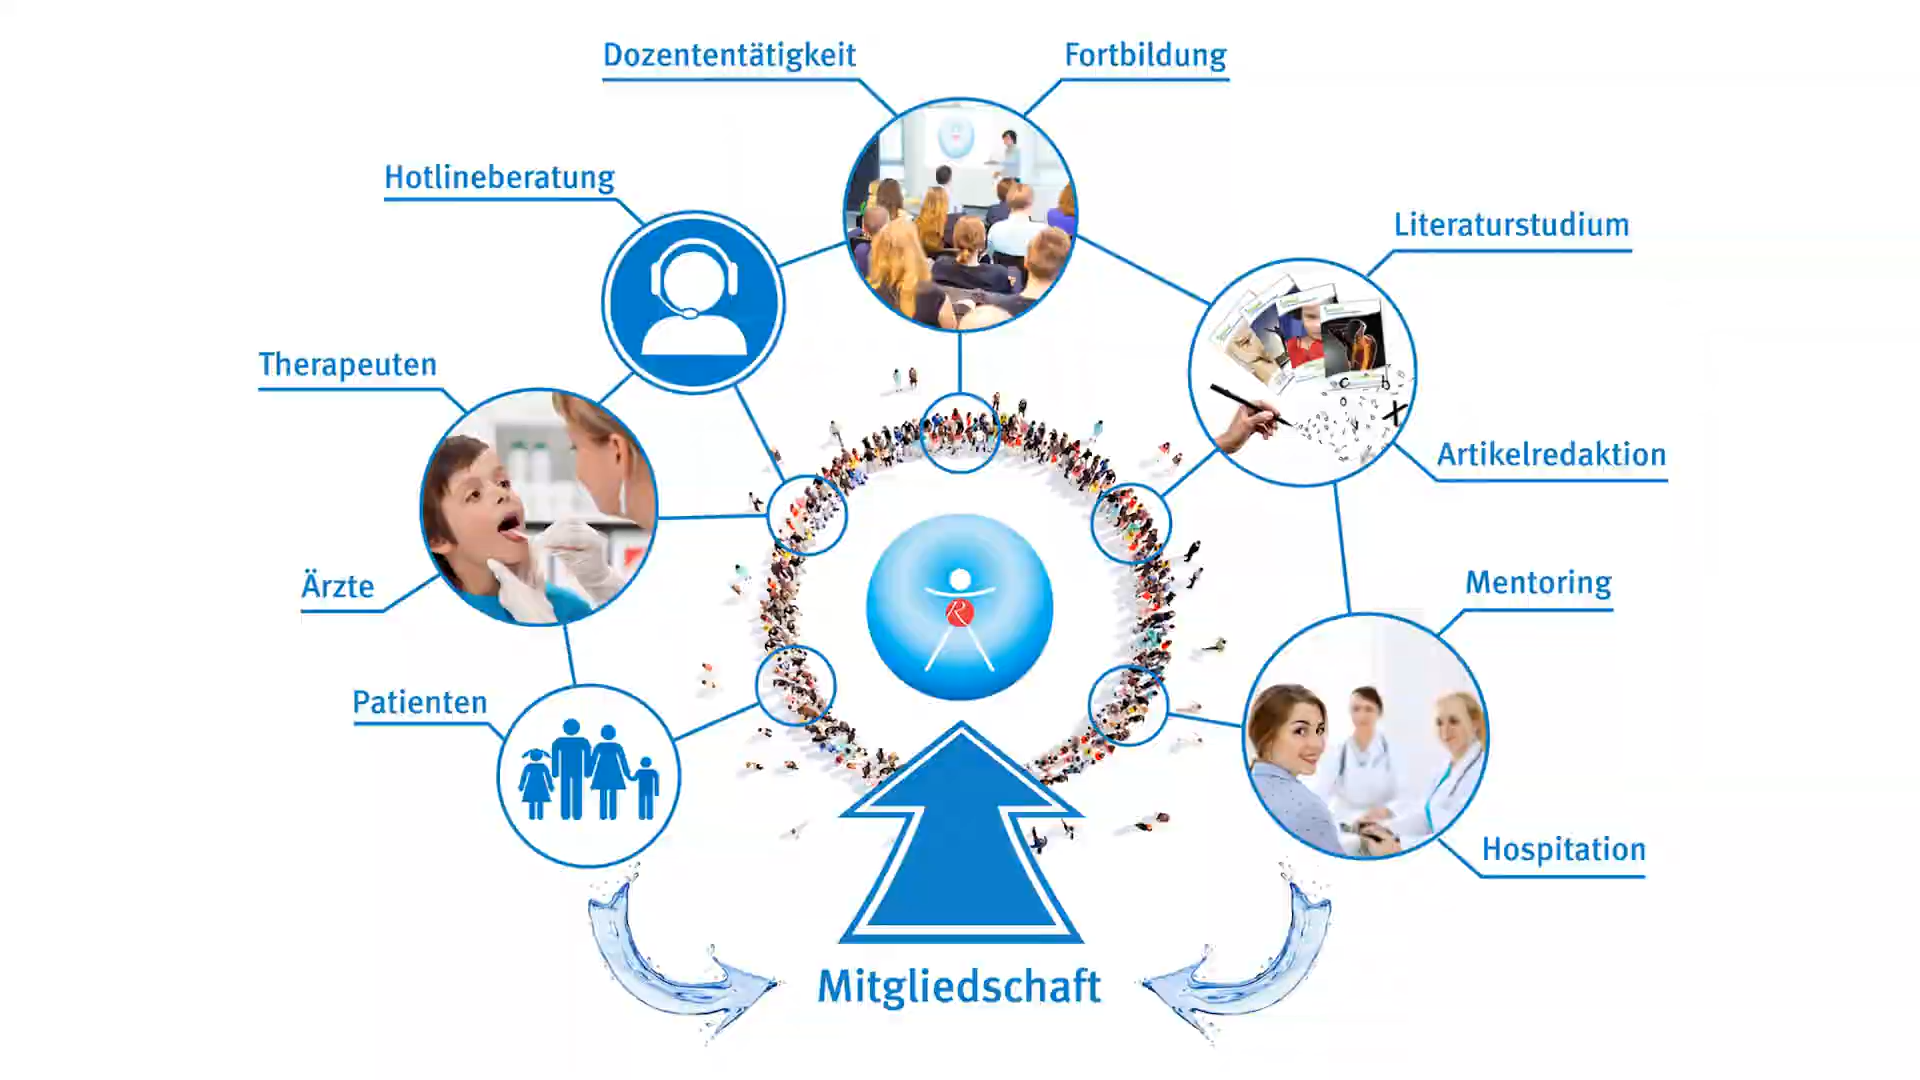 Dozententätigkeit
Fortbildung
Hotlineberatung
Literaturstudium
Therapeuten
Artikelredaktion
Ärzte
Mentoring
Patienten
Hospitation
R
Mitgliedschaft